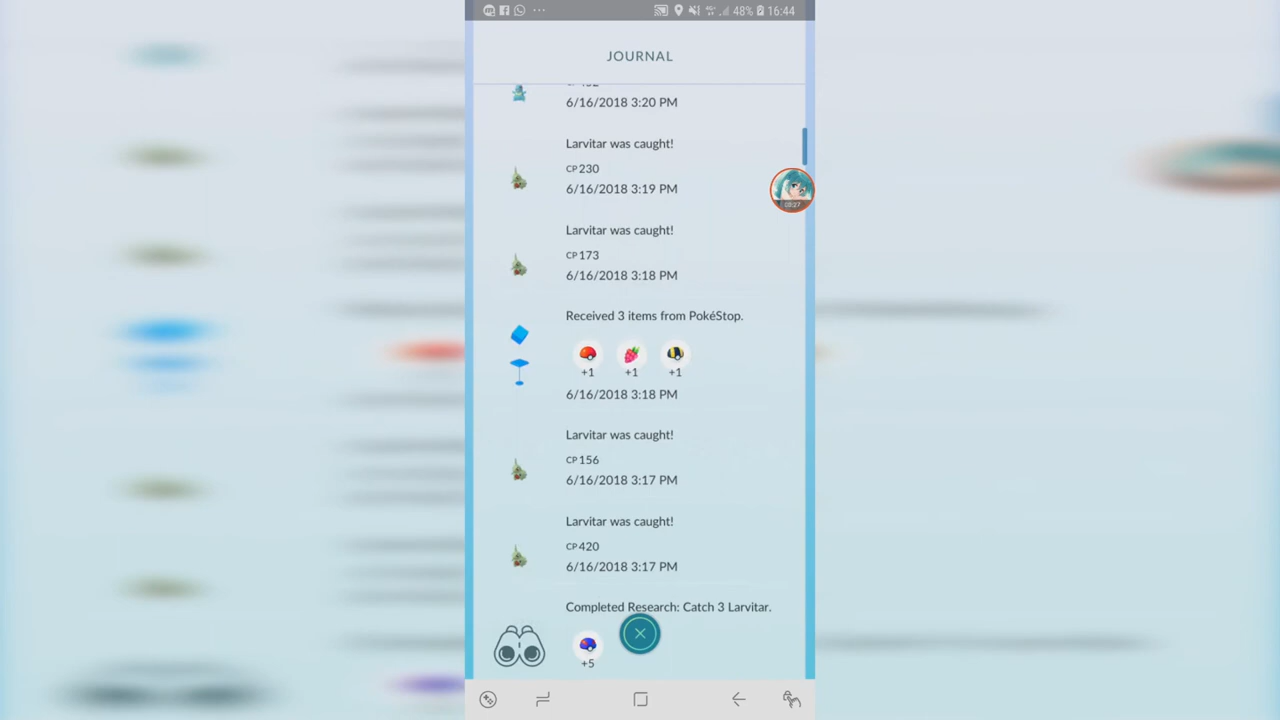 48% 16:44
JOURNAL
6/16/2018 3:20 PM
Larvitar was caught!
CP230
6/16/2018 3:19 PM
00:27
Larvitar was caught!
CP173
6/16/2018 3:18 PM
Received 3 items from PokéStop.
+1 +1 +1
6/16/2018 3:18 PM
Larvitar was caught!
CP156
6/16/2018 3:17 PM
Larvitar was caught!
CP420
6/16/2018 3:17 PM
Completed Research: Catch 3 Larvitar.
+5